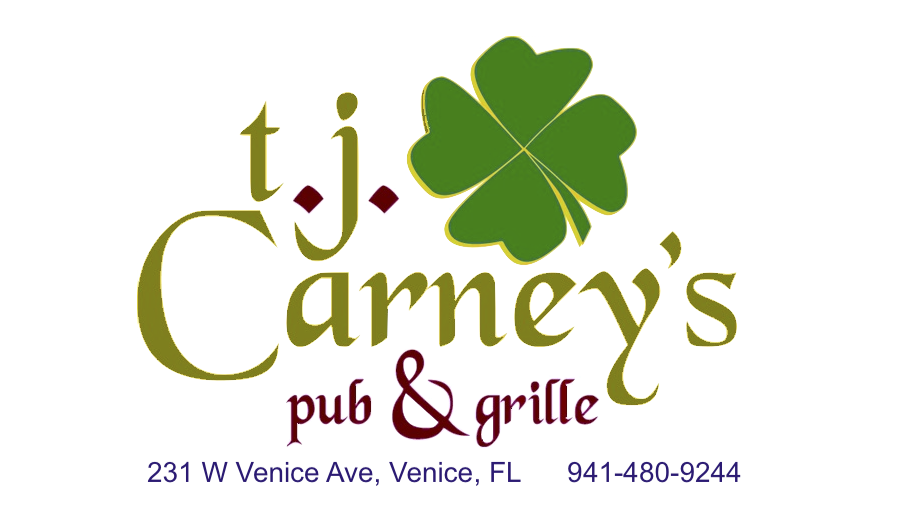 t.j.
Carney's
pub & grille
231 W Venice Ave, Venice, FL 941-480-9244